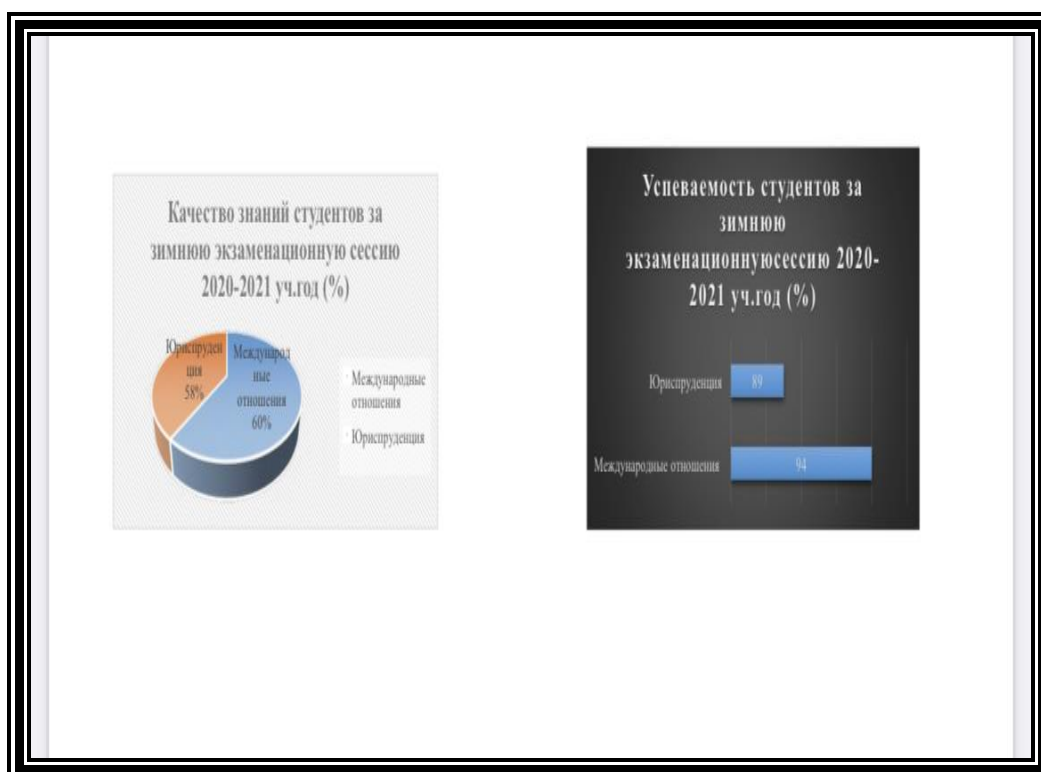 Качество знаний студентов за
зимнюю экзаменационную сессию
2020-2021 уч.год (%)
Юриспруден
ция
58%
Международ
ные
отношения
60%
Международные
отношения
Юриспруденция
Успеваемость студентов за
зимнюю
экзаменационнуюсессию 2020-
2021 уч.год (%)
Юриспруденция
89
Международные отношения
94